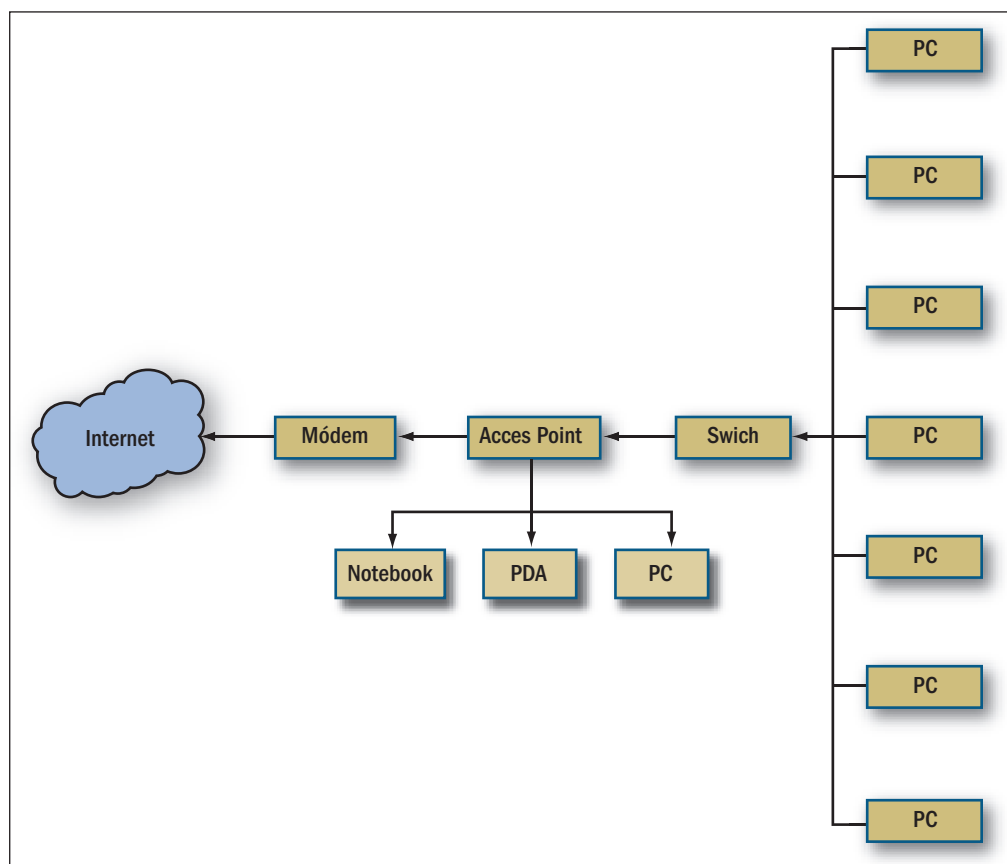 PC
PC
PC
Internet
Módem
Acces Point
Swich
PC
Notebook
PDA
PC
PC
PC
PC